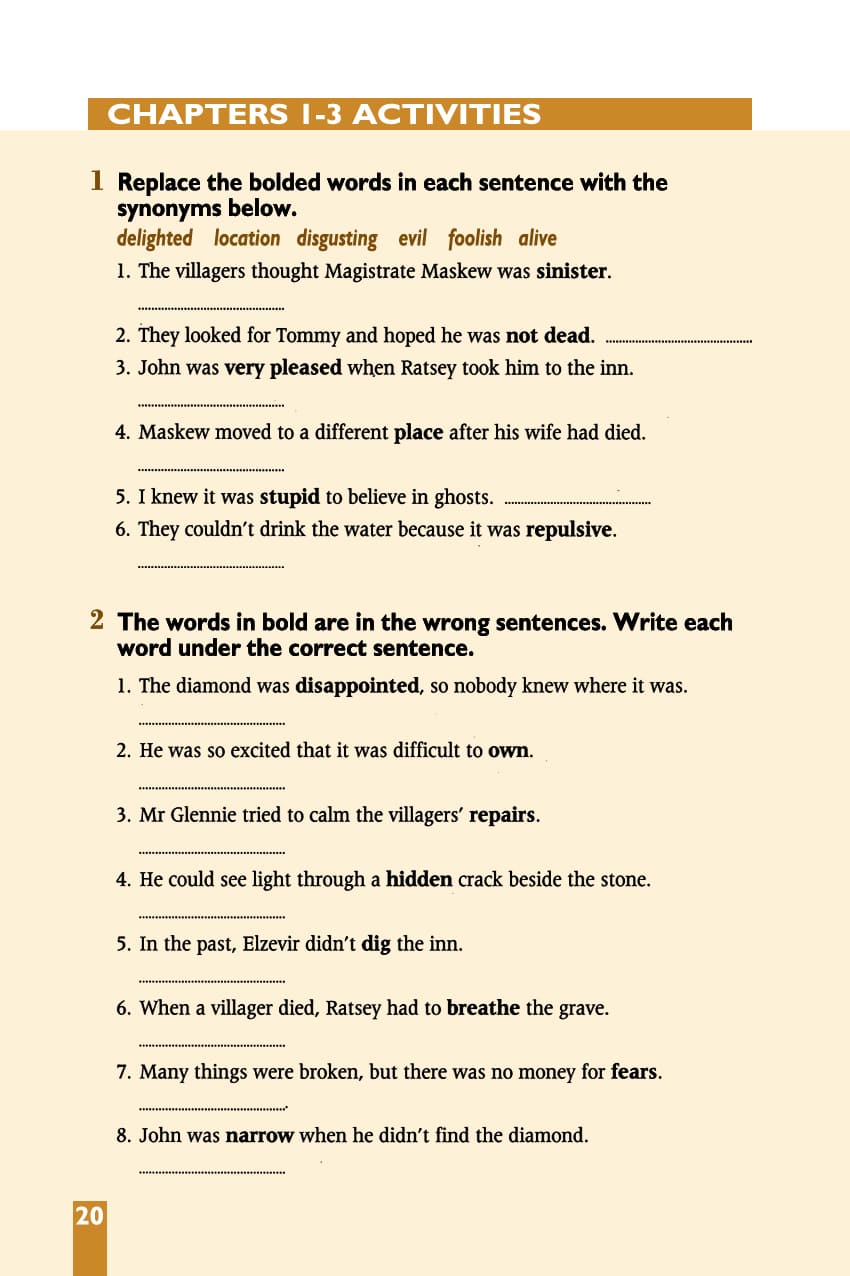 CHAPTERS 1-3 ACTIVITIES
1 Replace the bolded words in each sentence with the
synonyms below.
delighted location disgusting evil foolish alive
1. The villagers thought Magistrate Maskew was sinister.
2. They looked for Tommy and hoped he was not dead.
3. John was very pleased when Ratsey took him to the inn.
4. Maskew moved to a different place after his wife had died.
5. I knew it was stupid to believe in ghosts.
6. They couldn't drink the water because it was repulsive.
2 The words in bold are in the wrong sentences. Write each
word under the correct sentence.
1. The diamond was disappointed, so nobody knew where it was.
2. He was so excited that it was difficult to own.
3. Mr Glennie tried to calm the villagers' repairs.
4. He could see light through a hidden crack beside the stone.
5. In the past, Elzevir didn't dig the inn.
6. When a villager died, Ratsey had to breathe the grave.
7. Many things were broken, but there was no money for fears.
8. John was narrow when he didn't find the diamond.
20